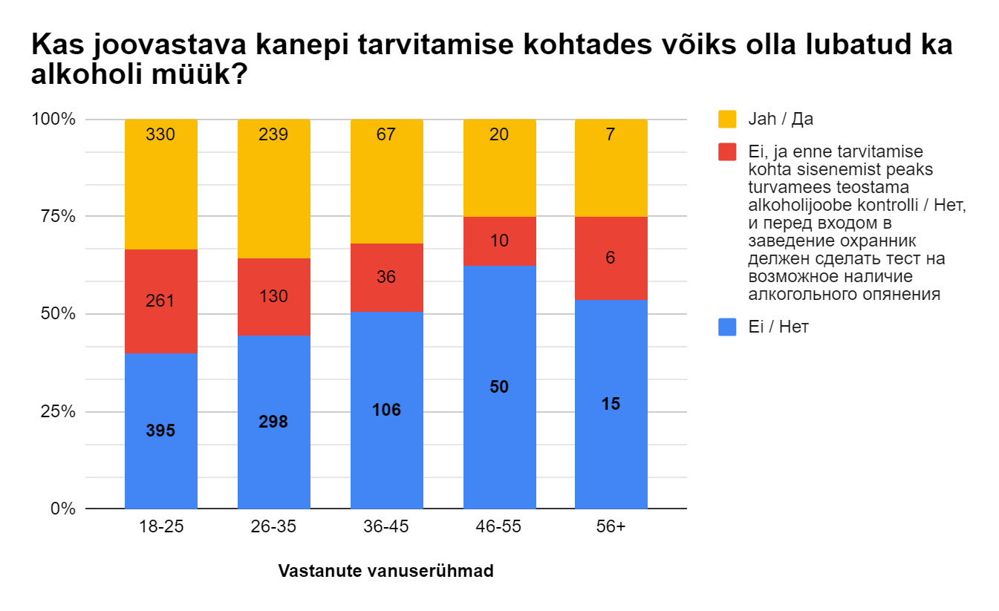 Kas joovastava kanepi tarvitamise kohtades võiks olla lubatud ka
alkoholi müük?
100%
75%
50%
25%
0%
330
239
67
20
7
261
130
36
10
6
395
298
106
50
15
18-25
26-35
36-45
46-55
56+
Vastanute vanuserühmad
Jah / Да
Ei, ja enne tarvitamise
kohta sisenemist peaks
turvamees teostama
alkoholijoobe kontrolli / Нет,
и перед входом в
заведение охранник
делжен сделать тест на
возможное наличие
алкогольного опянения
Ei / Нет